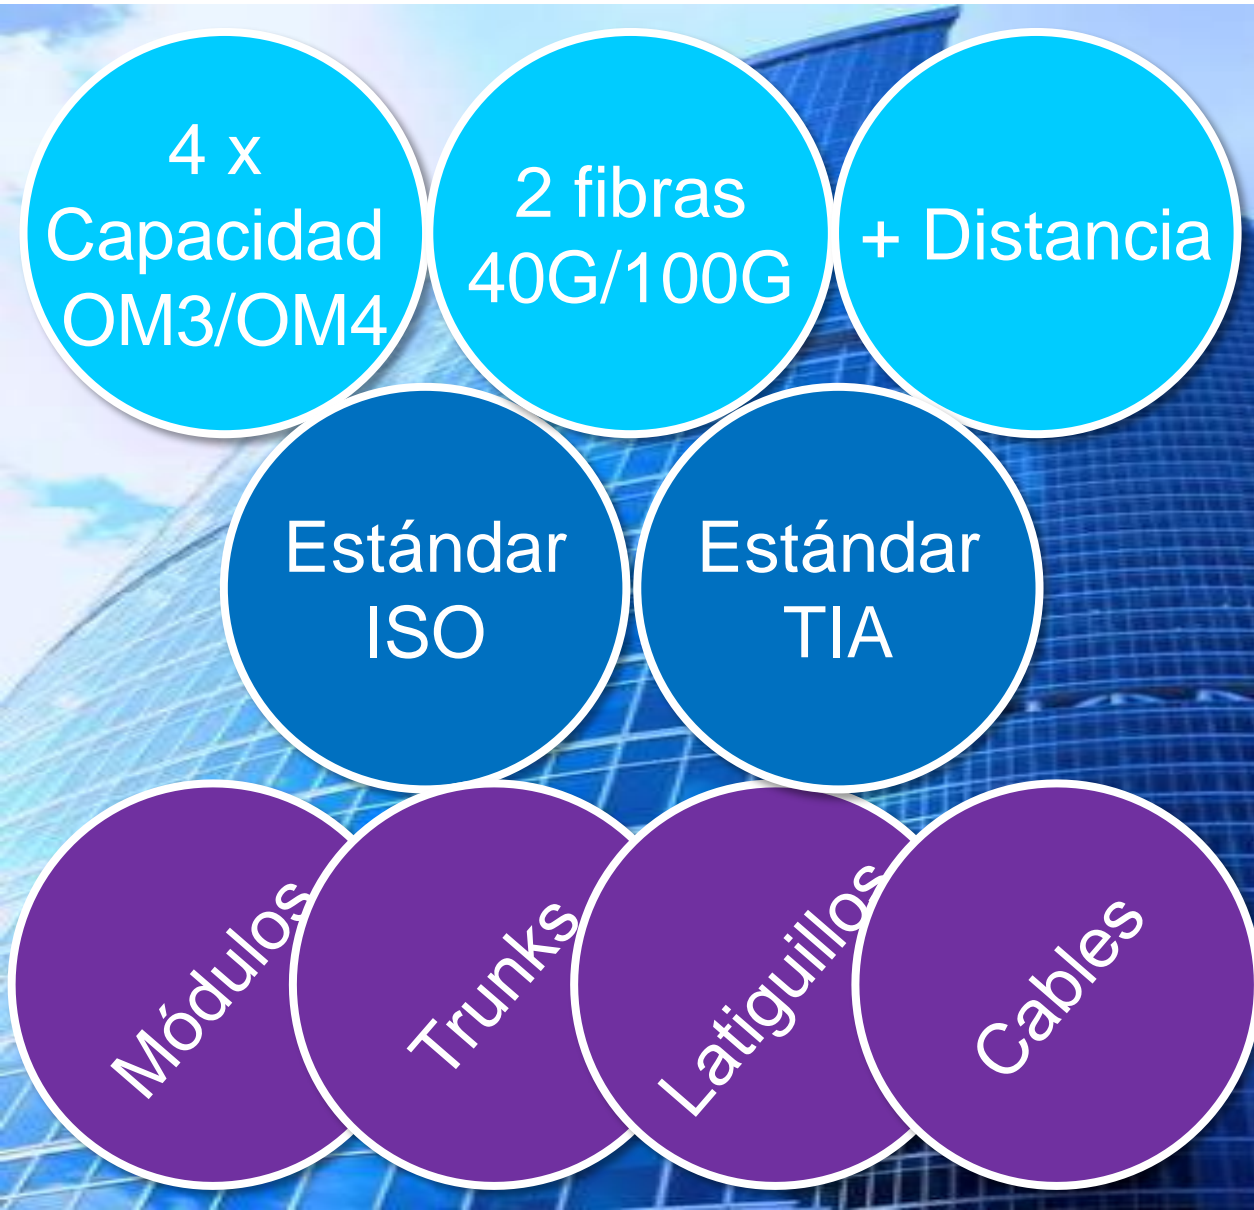 4 x
Capacidad
OM3/OM4
2 fibras
40G/100G
+ Distancia
Estándar
ISO
Estándar
TIA
Módulos
Trunks
Latiguillos
Cables